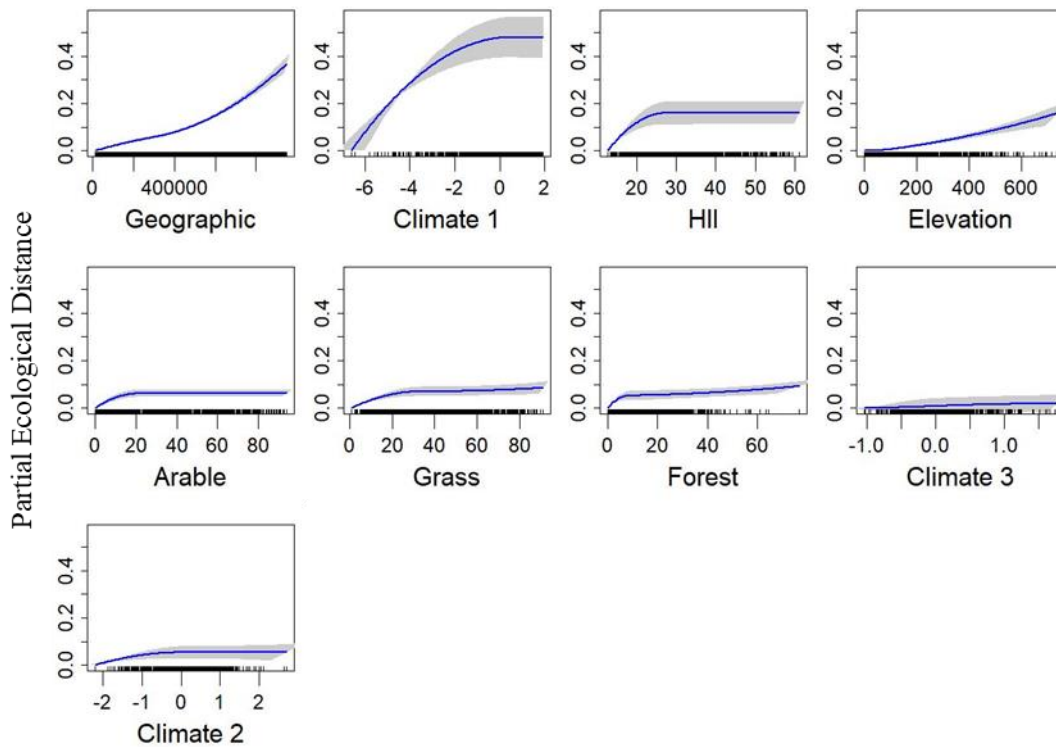 Partial Ecological Distance
0.0 0.2 0.4
0 400000
Geographic
0.0 0.2 0.4
-6 -4 -2 0 2
Climate 1
0.0 0.2 0.4
20 30 40 50 60
HII
0.0 0.2 0.4
0 200 400 600
Elevation
0.0 0.2 0.4
0 20 40 60 80
Arable
0.0 0.2 0.4
0 20 40 60 80
Grass
0.0 0.2 0.4
0 20 40 60
Forest
0.0 0.2 0.4
-1.0 0.0 1.0
Climate 3
0.0 0.2 0.4
-2 -1 0 1 2
Climate 2